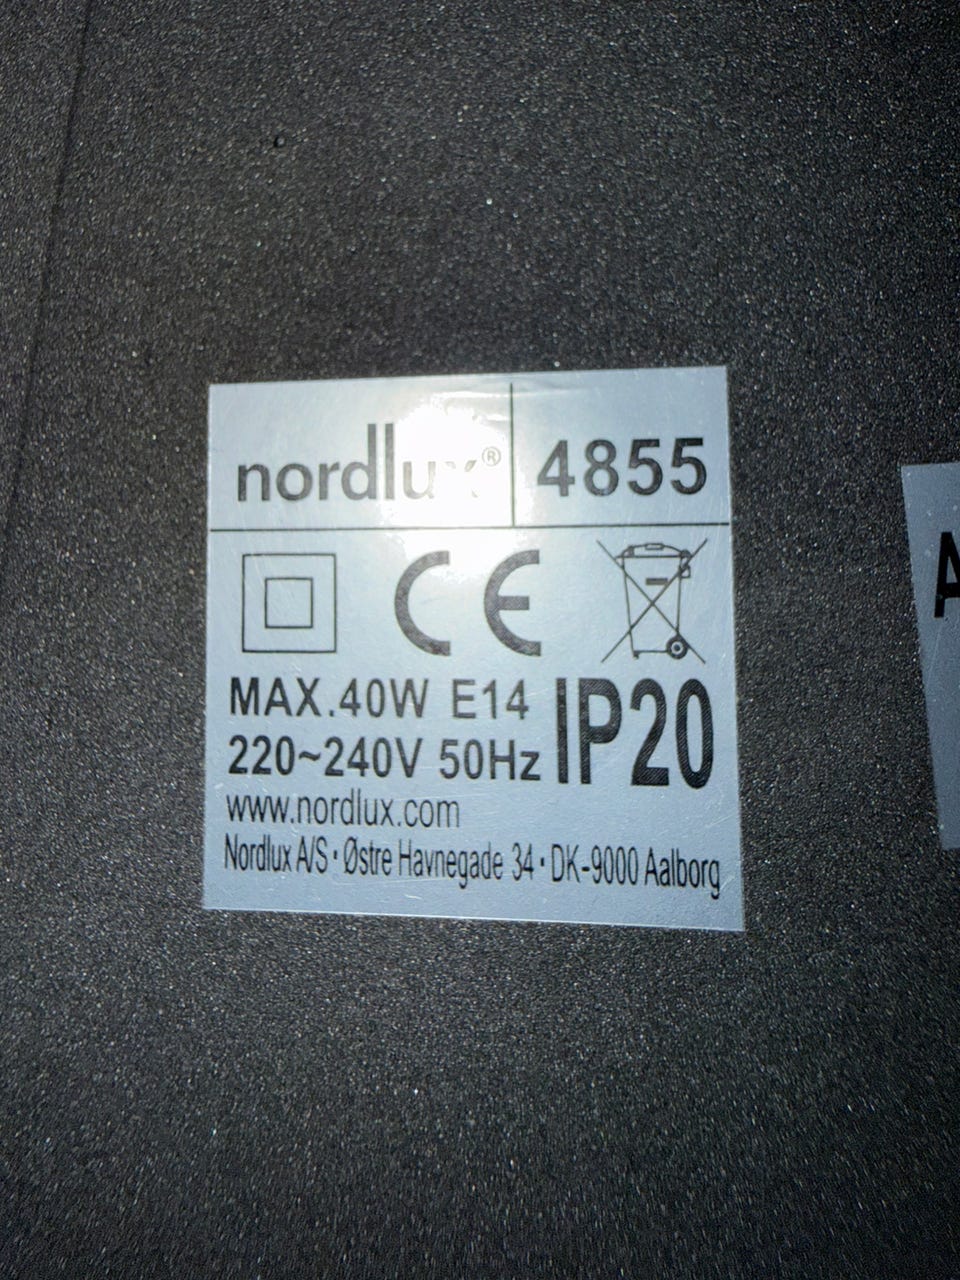 nordlux® 4855
CE
MAX.40W E14
220~240V 50Hz
IP20
www.nordlux.com
Nordlux A/S · Østre Havnegade 34 · DK-9000 Aalborg